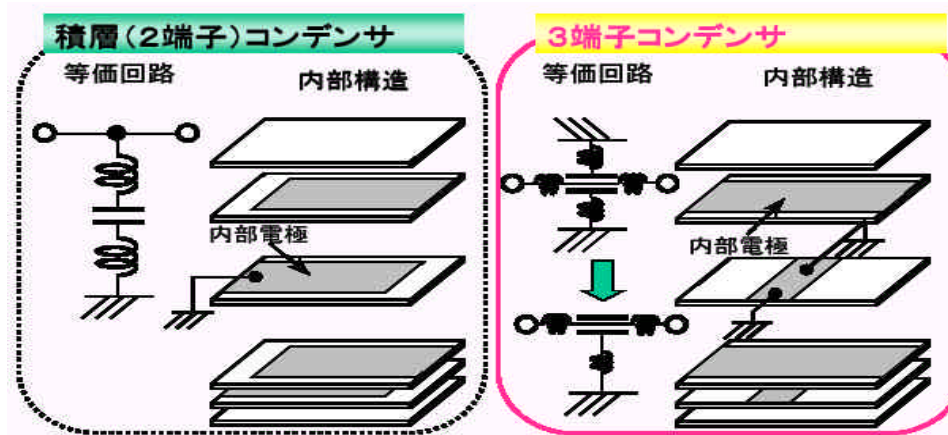 積層(2端子)コンデンサ
等価回路
内部構造
内部電極
3端子コンデンサ
等価回路
内部構造
内部電極